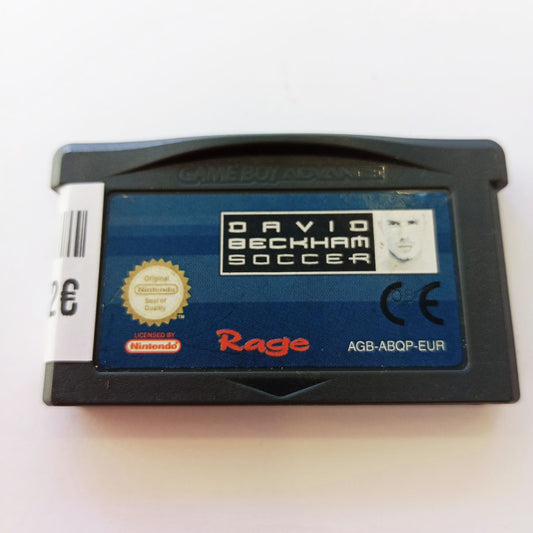 GAME BOY ADVANCE
DAVID
BECKHAM
SOCCER
Original
Nintendo
Seal of
Quality
LICENSED BY
Nintendo
Rage
CE
AGB-ABQP-EUR
2€